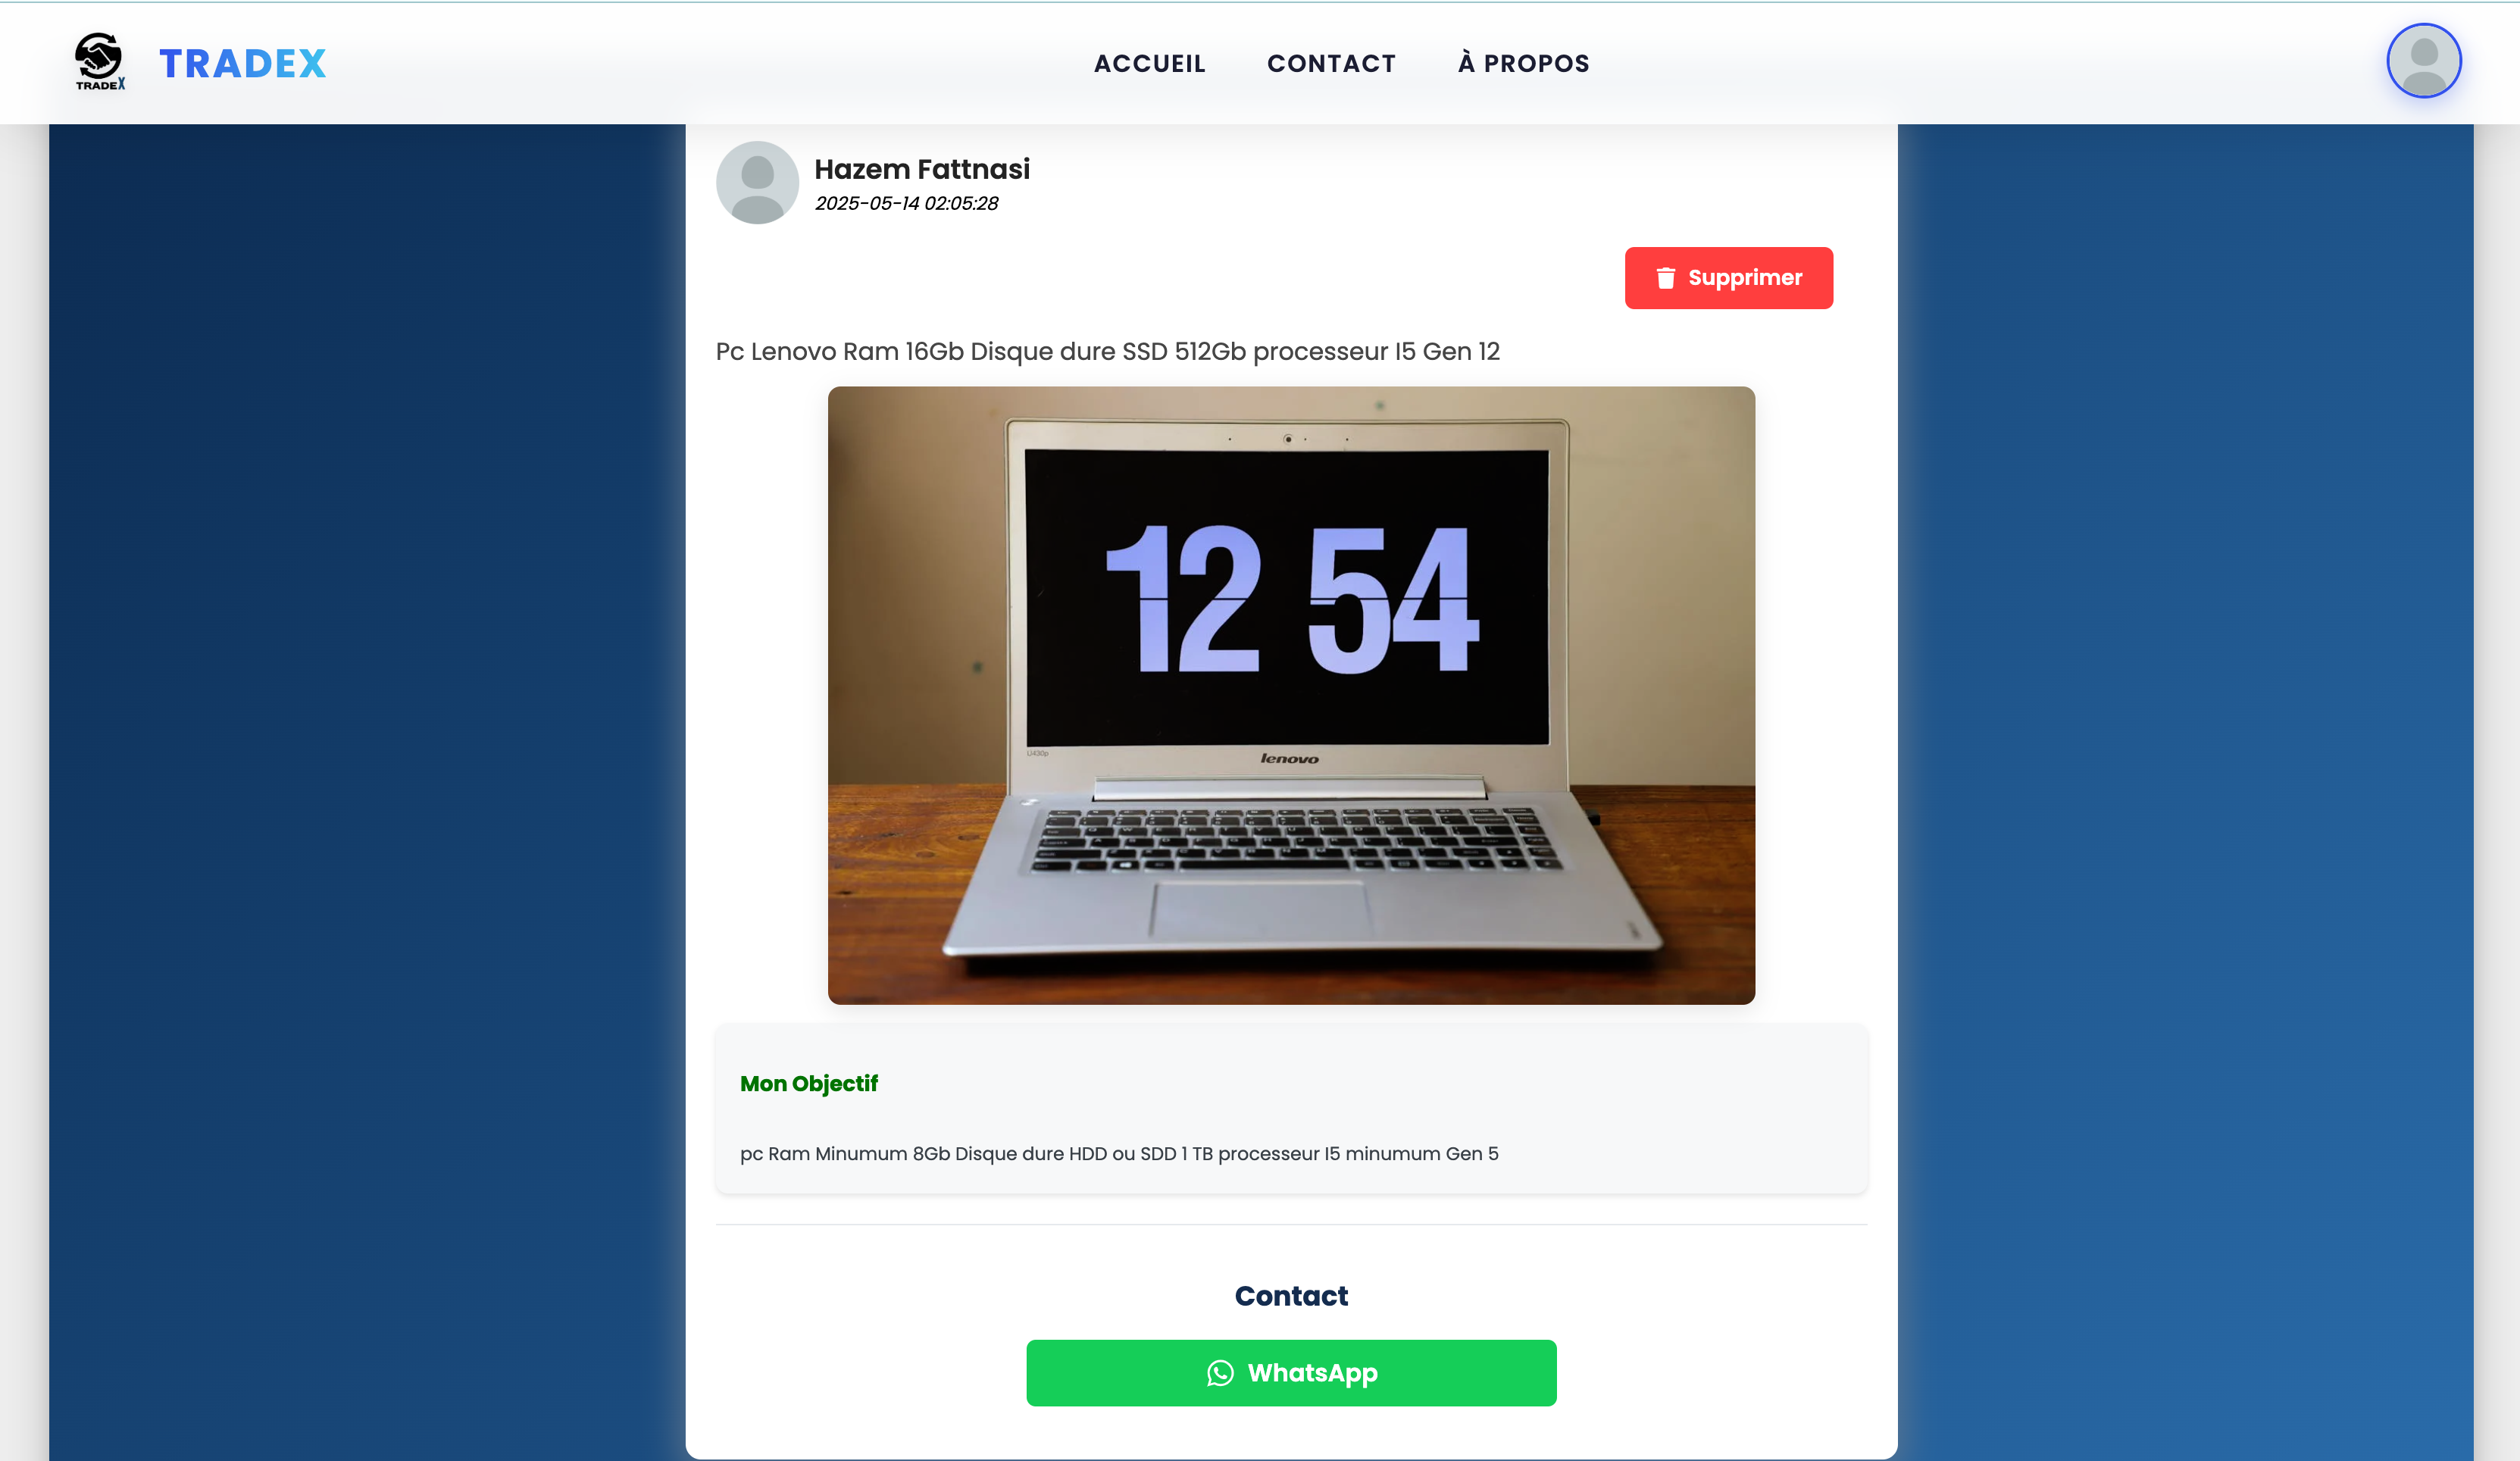 TRADEX
TRADEX
ACCUEIL
CONTACT
À PROPOS
Hazem Fattnasi
2025-05-14 02:05:28
Supprimer
Pc Lenovo Ram 16Gb Disque dure SSD 512Gb processeur I5 Gen 12
12 54
U430p
lenovo
Mon Objectif
pc Ram Minumum 8Gb Disque dure HDD ou SDD 1 TB processeur I5 minumum Gen 5
Contact
WhatsApp